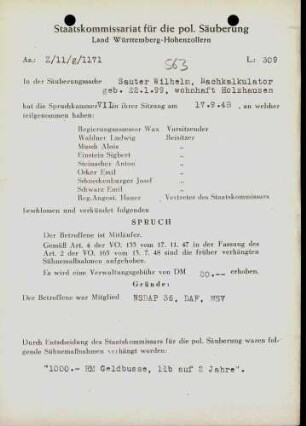 Staatskommissariat für die pol. Säuberung
Land Württemberg-Hohenzollern
Az.: Z/11/g/1171
L.: 309
563
In der Säuberungssache Sauter Wilhelm, Nachkalkulator
geb. 22.1.99, wohnhaft Holzhausen
hat die SpruchkammerVIIin ihrer Sitzung am 17.9.48 , an welcher
teilgenommen haben:
Regierungsassessor Wax Vorsitzender
Waldner Ludwig Beisitzer
Musch Alois "
Einstein Sigbert "
Steinacher Anton "
Orker Emil "
Schneckenburger Josef "
Schwarz Emil "
Reg.Angest. Hauer , Vertreter des Staatskommissars
beschlossen und verkündet folgenden
SPRUCH
Der Betroffene ist Mitläufer.
Gemäß Art. 4 der VO. 133 vom 17. 11. 47 in der Fassung des
Art. 2 der VO. 165 vom 13. 7. 48 sind die früher verhängten
Sühnemaßnahmen aufgehoben.
Es wird eine Verwaltungsgebühr von DM 20.-- erhoben.
Gründe:
Der Betroffene war Mitglied NSDAP 36, DAF, NSV
Durch Entscheidung des Staatskommissars für die pol. Säuberung waren fol-
gende Sühnemaßnahmen verhängt worden:
"1000.- RM Geldbusse, 11b auf 2 Jahre".